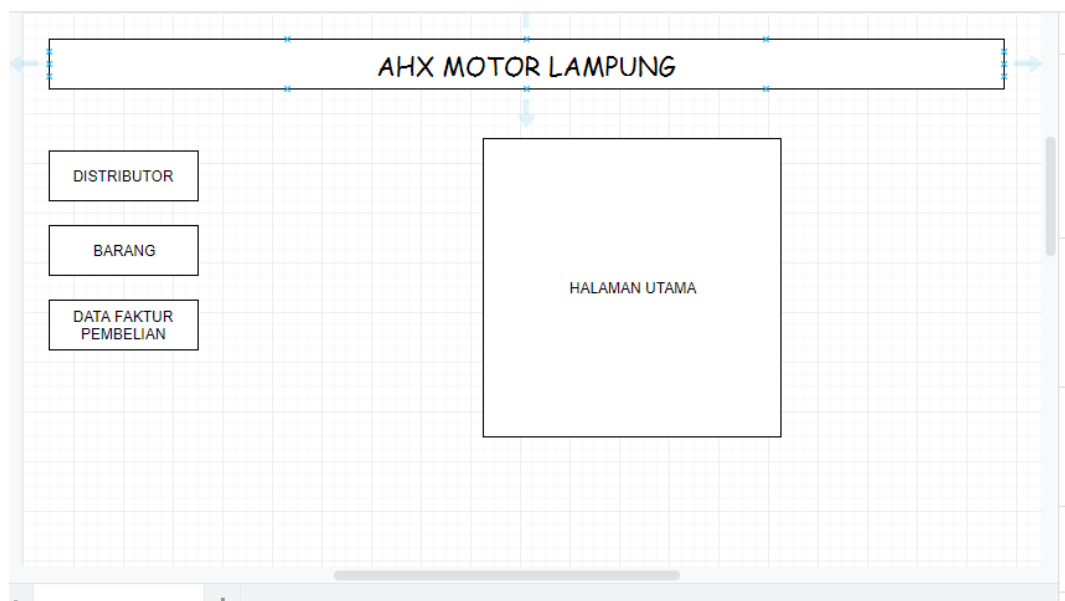 AHX MOTOR LAMPUNG
DISTRIBUTOR
BARANG
DATA FAKTUR
PEMBELIAN
HALAMAN UTAMA